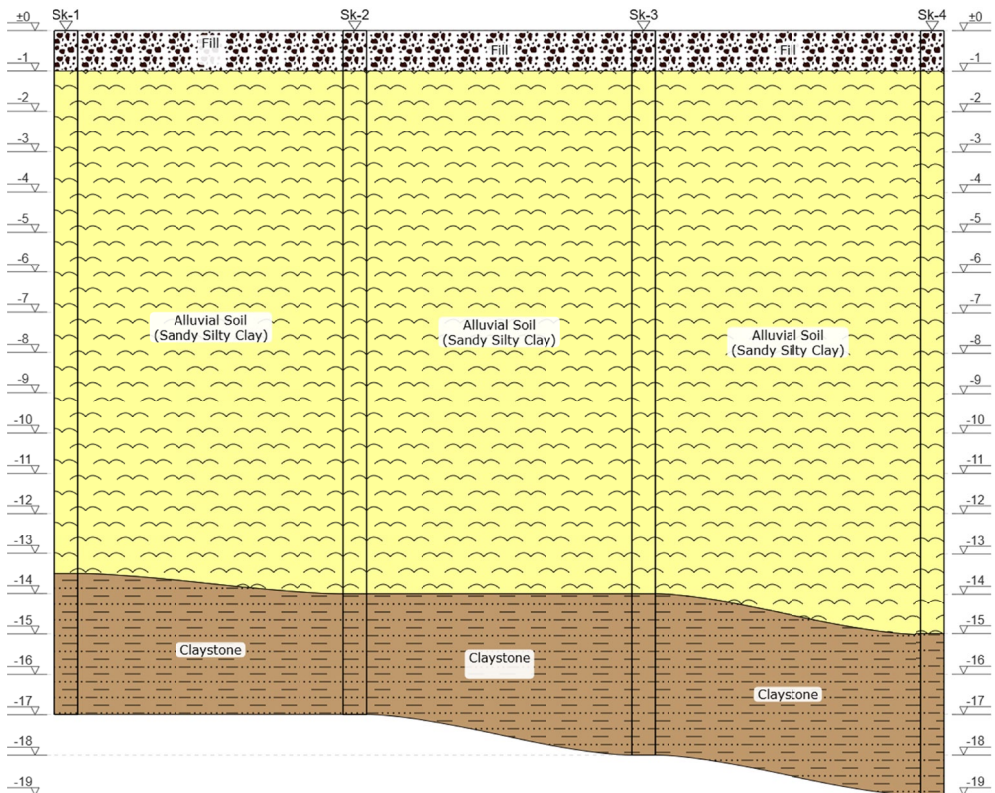 Sk-1 Sk-2 Sk-3 Sk-4
±0 ±0
Fill Fill Fill
-1 -1
-2 -2
-3 -3
-4 -4
-5 -5
-6 -6
-7 -7
Alluvial Soil
(Sandy Silty Clay)
Alluvial Soil
(Sandy Silty Clay)
Alluvial Soil
(Sandy Silty Clay)
-8 -8
-9 -9
-10 -10
-11 -11
-12 -12
-13 -13
-14 -14
-15 -15
Claystone
Claystone
-16 -16
Claystone
-17 -17
-18 -18
-19 -19